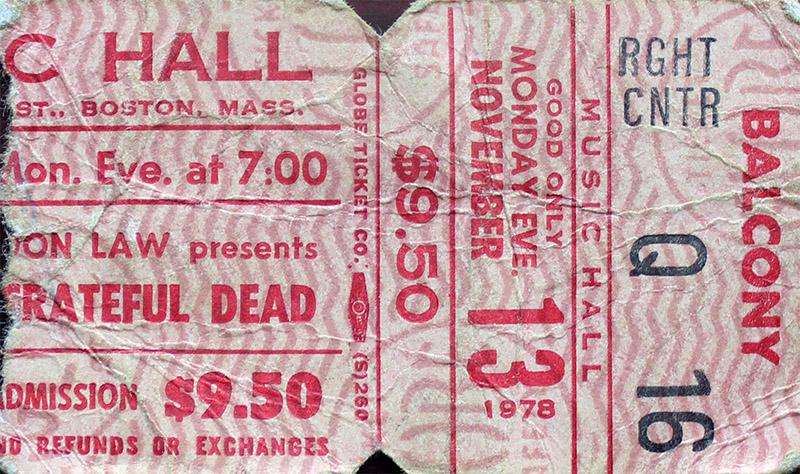 C HALL
ST., BOSTON, MASS.
Mon. Eve. at 7:00
DON LAW presents
GRATEFUL DEAD
ADMISSION $9.50
NO REFUNDS OR EXCHANGES
GLOBE TICKET CO. (S)260
$9.50
NOVEMBER 13
MONDAY EVE.
1978
GOOD ONLY
MUSIC HALL
RGHT
CNTR
Q
16
BALCONY